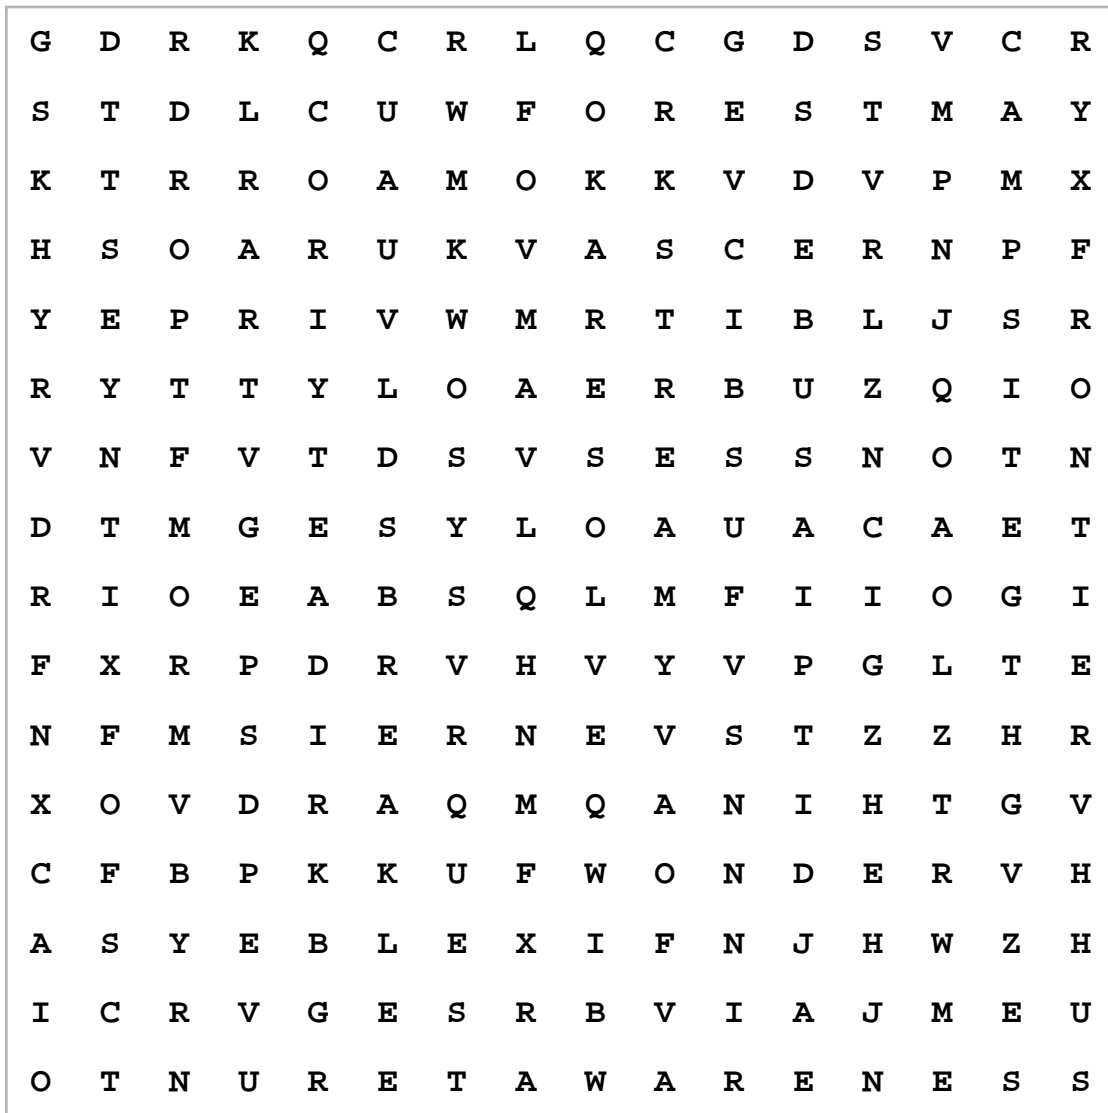 G D R K Q C R L Q C G D S V C R
S T D L C U W F O R E S T M A Y
K T R R O A M O K K V D V P M X
H S O A R U K V A S C E R N P F
Y E P R I V W M R T I B L J S R
R Y T T Y L O A E R B U Z Q I O
V N F V T D S V S E S S N O T N
D T M G E S Y L O A U A C A E T
R I O E A B S Q L M F I I O G I
F X R P D R V H V Y V P G L T E
N F M S I E R N E V S T Z Z H R
X O V D R A Q M Q A N I H T G V
C F B P K K U F W O N D E R V H
A S Y E B L E X I F N J H W Z H
I C R V G E S R B V I A J M E U
O T N U R E T A W A R E N E S S